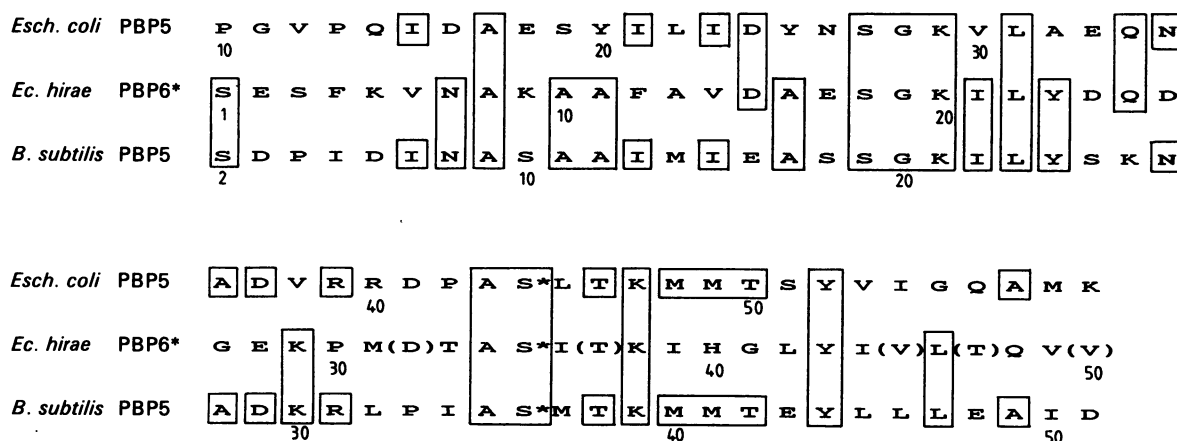 Esch. coli PBP5 P G V P Q I D A E S Y I L I D Y N S G K V L A E Q N
10 20 30
Ec. hirae PBP6* S E S F K V N A K A A F A V D A E S G K I L Y D Q D
1 10 20
B. subtilis PBP5 S D P I D I N A S A A I M I E A S S G K I L Y S K N
2 10 20
Esch. coli PBP5 A D V R R D P A S*L T K M M T S Y V I G Q A M K
40 50
Ec. hirae PBP6* G E K P M(D)T A S*I(T)K I H G L Y I(V)L(T)Q V(V)
30 40 50
B. subtilis PBP5 A D K R L P I A S*M T K M M T E Y L L L E A I D
30 40 50